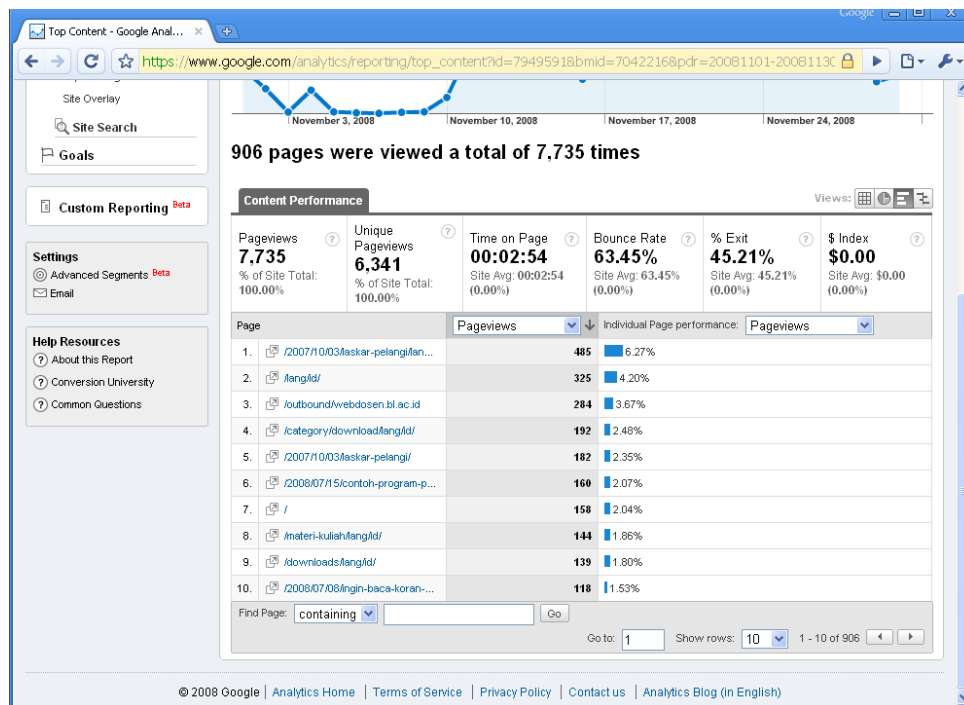 Google
Top Content - Google Anal...
https://www.google.com/analytics/reporting/top_content?id=7949591&bmid=7042216&pdr=20081101-20081130
Site Overlay
Site Search
Goals
Custom Reporting Beta
Settings
Advanced Segments Beta
Email
Help Resources
About this Report
Conversion University
Common Questions
November 3, 2008 November 10, 2008 November 17, 2008 November 24, 2008
906 pages were viewed a total of 7,735 times
Content Performance
Views:
Pageviews ?
7,735
% of Site Total:
100.00%
Unique Pageviews ?
6,341
% of Site Total:
100.00%
Time on Page ?
00:02:54
Site Avg: 00:02:54
(0.00%)
Bounce Rate ?
63.45%
Site Avg: 63.45%
(0.00%)
% Exit ?
45.21%
Site Avg: 45.21%
(0.00%)
$ Index ?
$0.00
Site Avg: $0.00
(0.00%)
Page Pageviews Individual Page performance: Pageviews
1. /2007/10/03/laskar-pelangi/lan... 485 6.27%
2. /lang/id/ 325 4.20%
3. /outbound/webdosen.bl.ac.id 284 3.67%
4. /category/download/lang/id/ 192 2.48%
5. /2007/10/03/laskar-pelangi/ 182 2.35%
6. /2008/07/15/contoh-program-p... 160 2.07%
7. / 158 2.04%
8. /materi-kuliah/lang/id/ 144 1.86%
9. /downloads/lang/id/ 139 1.80%
10. /2008/07/08/ingin-baca-koran-... 118 1.53%
Find Page: containing Go
Go to: 1 Show rows: 10 1 - 10 of 906
© 2008 Google | Analytics Home | Terms of Service | Privacy Policy | Contact us | Analytics Blog (in English)